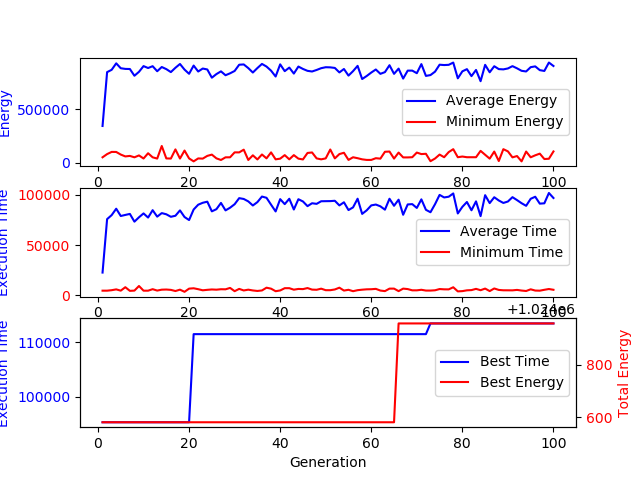 Energy
500000
0
Average Energy
Minimum Energy
0 20 40 60 80 100
Execution Time
100000
50000
0
Average Time
Minimum Time
0 20 40 60 80 100
+1.024e6
Execution Time
110000
100000
Best Time
Best Energy
800
600
Total Energy
0 20 40 60 80 100
Generation